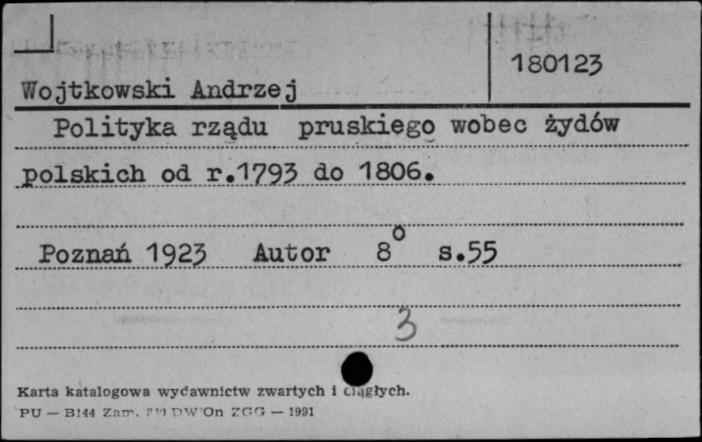 180123
Wojtkowski Andrzej
Polityka rządu pruskiego wobec żydów
polskich od r.1793 do 1806.
Poznań 1923 Autor 8° s.55
3
Karta katalogowa wydawnictw zwartych i ciągłych.
PU — B144 Zam. DW On ZGG — 1991